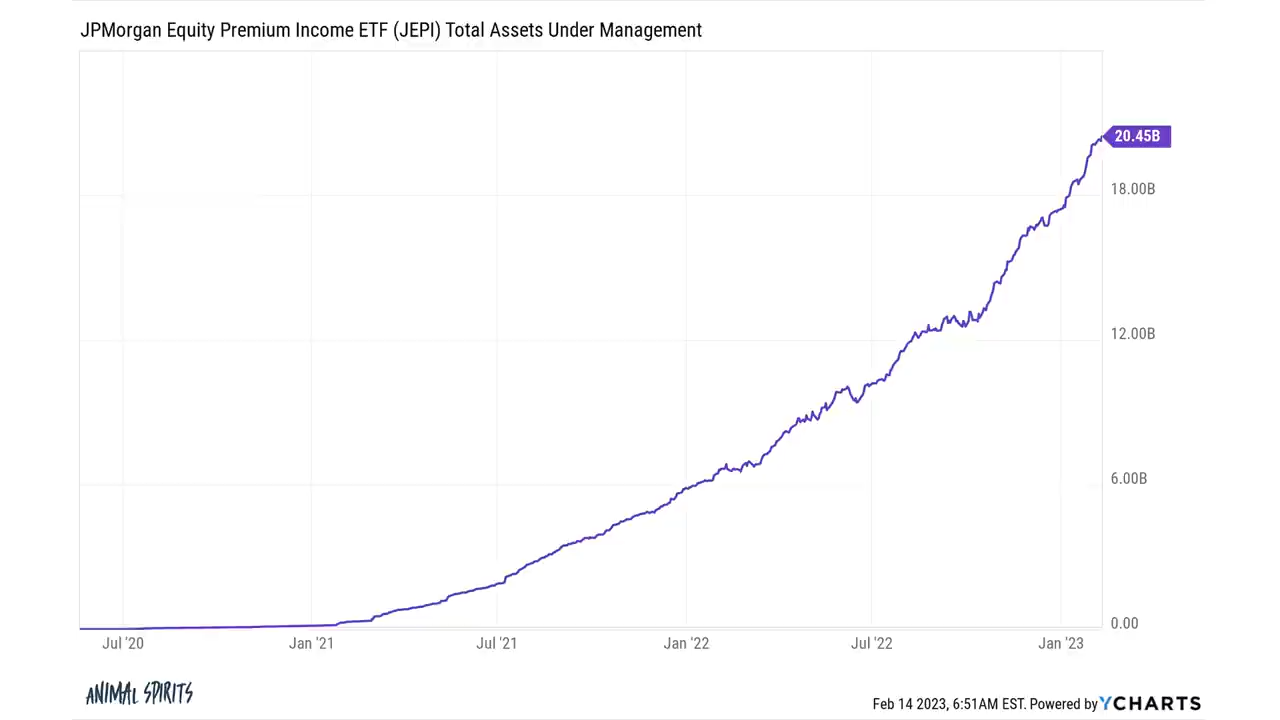 JPMorgan Equity Premium Income ETF (JEPI) Total Assets Under Management
20.45B
18.00B
12.00B
6.00B
0.00
Jul '20 Jan '21 Jul '21 Jan '22 Jul '22 Jan '23
ANIMAL SPIRITS
Feb 14 2023, 6:51AM EST. Powered by YCHARTS